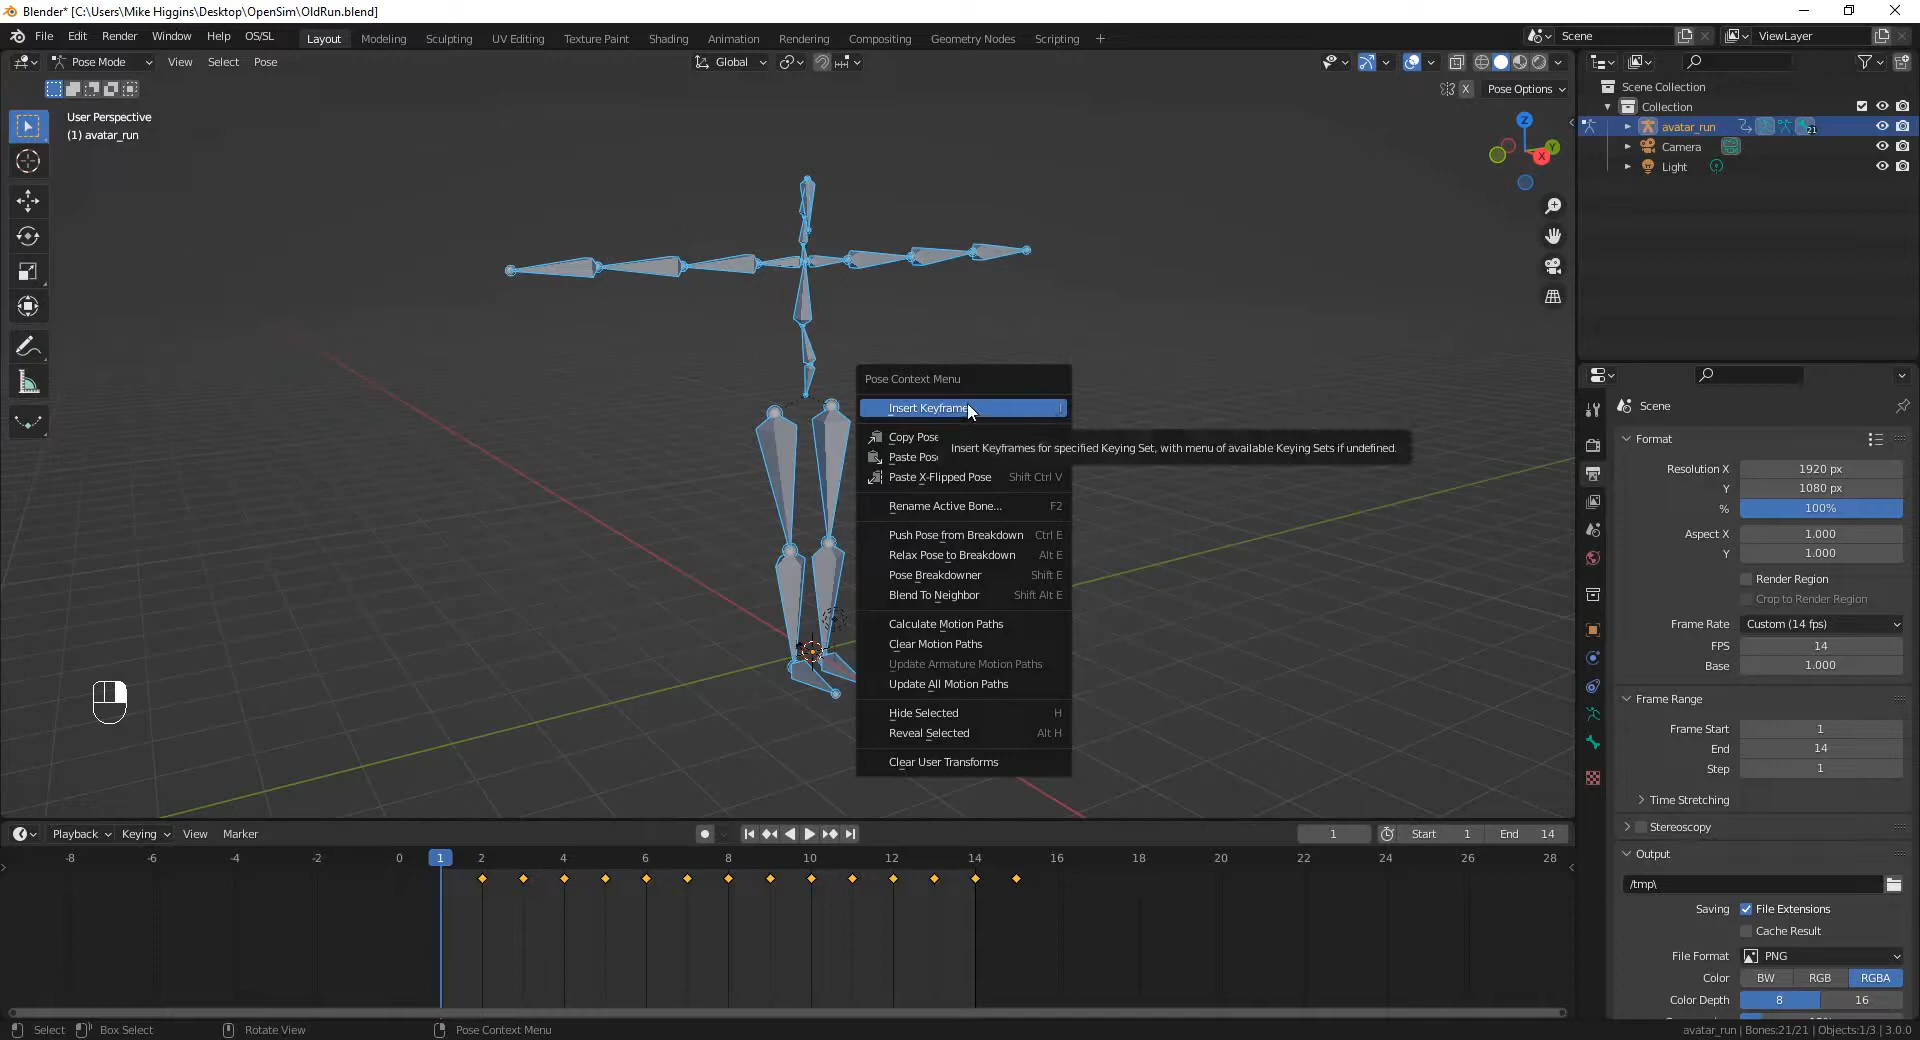 Blender* [C:\Users\Mike Higgins\Desktop\OpenSim\OldRun.blend]
File Edit Render Window Help OS/SL Layout Modeling Sculpting UV Editing Texture Paint Shading Animation Rendering Compositing Geometry Nodes Scripting + Scene ViewLayer
Pose Mode View Select Pose Global
X Pose Options
User Perspective
(1) avatar_run
Z
Y
X
Scene Collection
Collection
avatar_run 21
Camera
Light
Pose Context Menu
Insert Keyframe I
Copy Pose
Insert Keyframes for specified Keying Set, with menu of available Keying Sets if undefined.
Paste Pose
Paste X-Flipped Pose Shift Ctrl V
Rename Active Bone... F2
Push Pose from Breakdown Ctrl E
Relax Pose to Breakdown Alt E
Pose Breakdowner Shift E
Blend To Neighbor Shift Alt E
Calculate Motion Paths
Clear Motion Paths
Update Armature Motion Paths
Update All Motion Paths
Hide Selected H
Reveal Selected Alt H
Clear User Transforms
Scene
Format
Resolution X 1920 px
Y 1080 px
% 100%
Aspect X 1.000
Y 1.000
Render Region
Crop to Render Region
Frame Rate Custom (14 fps)
FPS 14
Base 1.000
Frame Range
Frame Start 1
End 14
Step 1
Time Stretching
Stereoscopy
Output
/tmp\
Saving File Extensions
Cache Result
File Format PNG
Color BW RGB RGBA
Color Depth 8 16
Playback Keying View Marker 1 Start 1 End 14
-8 -6 -4 -2 0 1 2 4 6 8 10 12 14 16 18 20 22 24 26 28
Select Box Select Rotate View Pose Context Menu avatar_run | Bones:21/21 | Objects:1/3 | 3.0.0